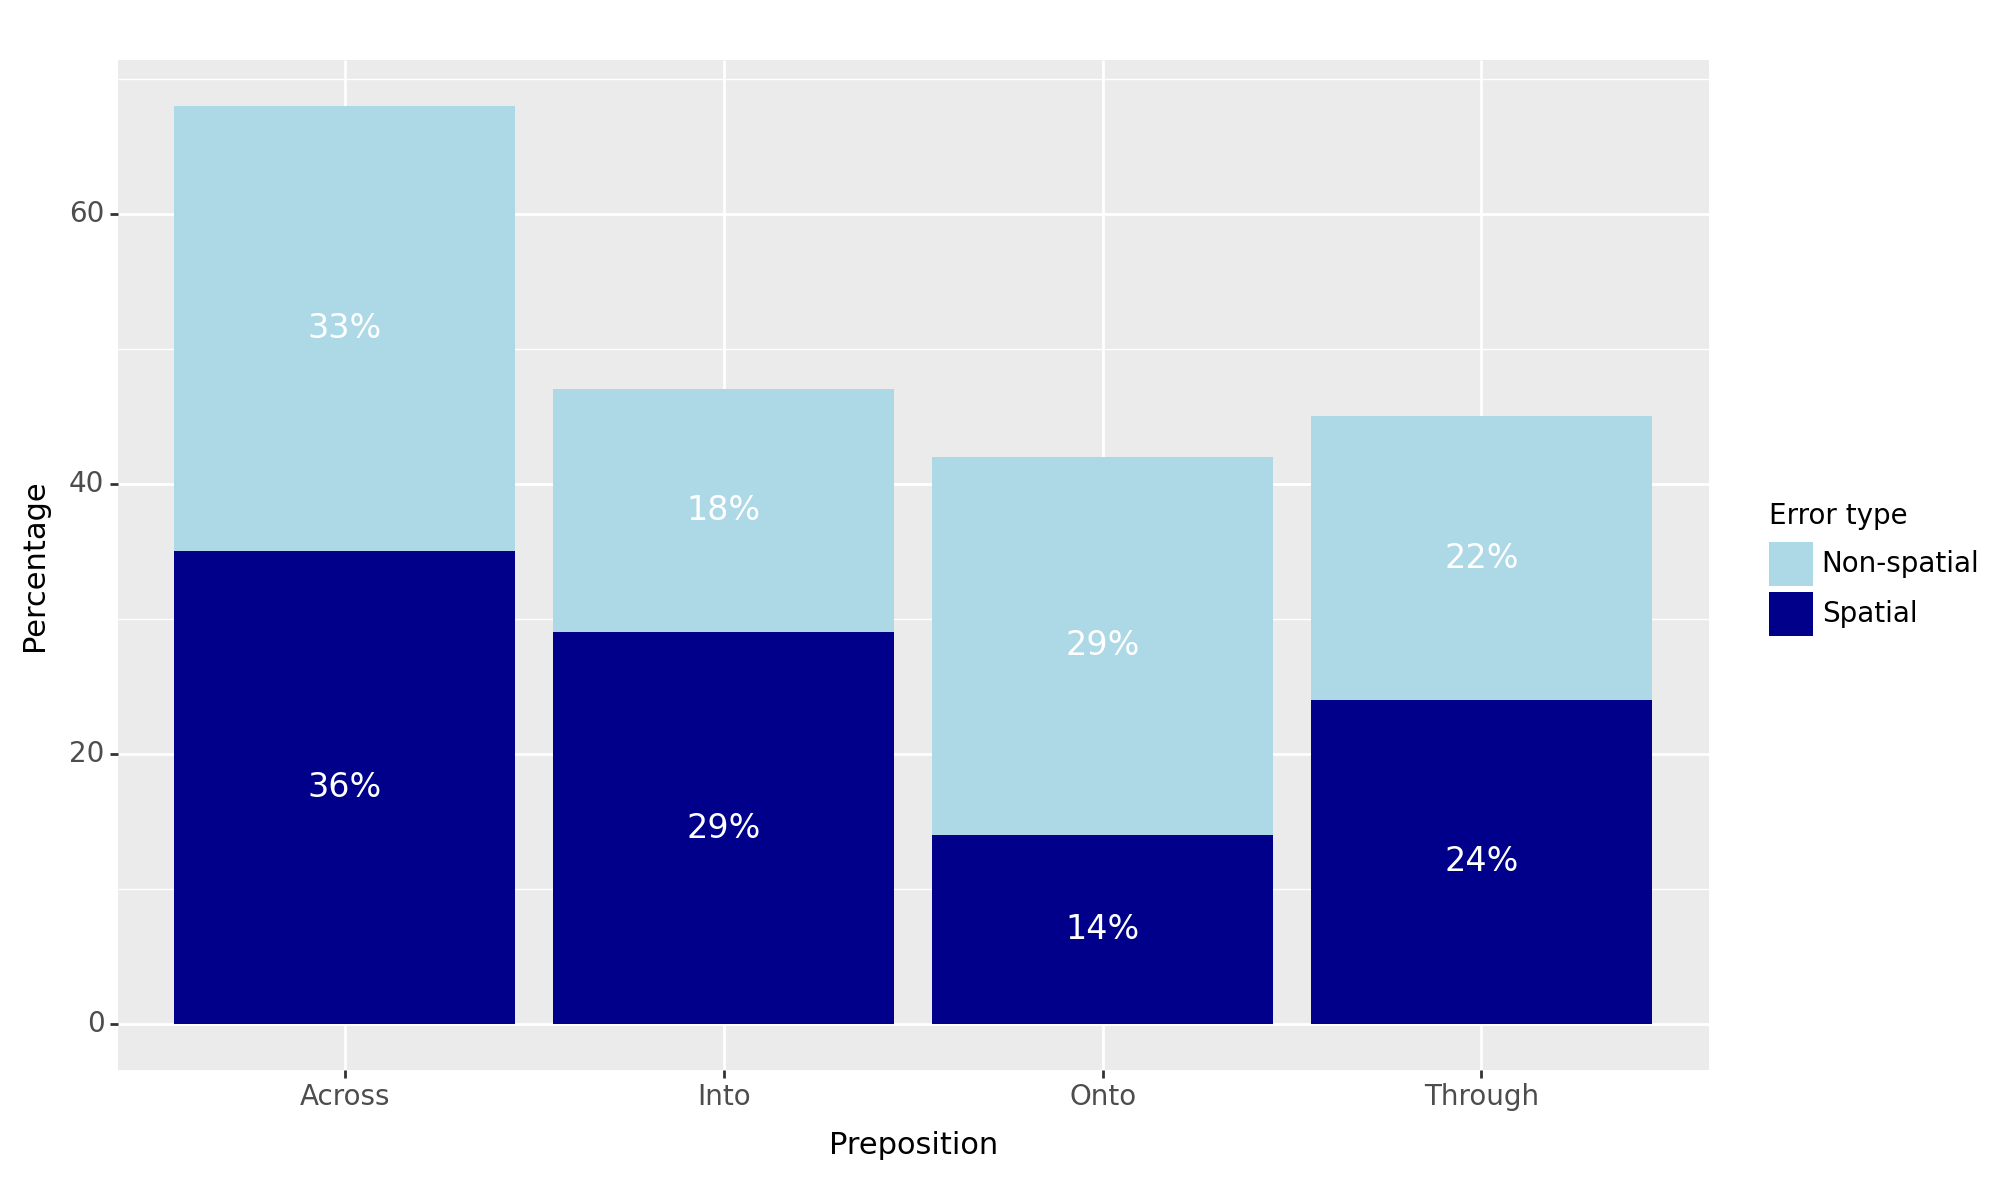 60
40
20
0
Percentage
33%
36%
18%
29%
29%
14%
22%
24%
Across
Into
Onto
Through
Preposition
Error type
Non-spatial
Spatial